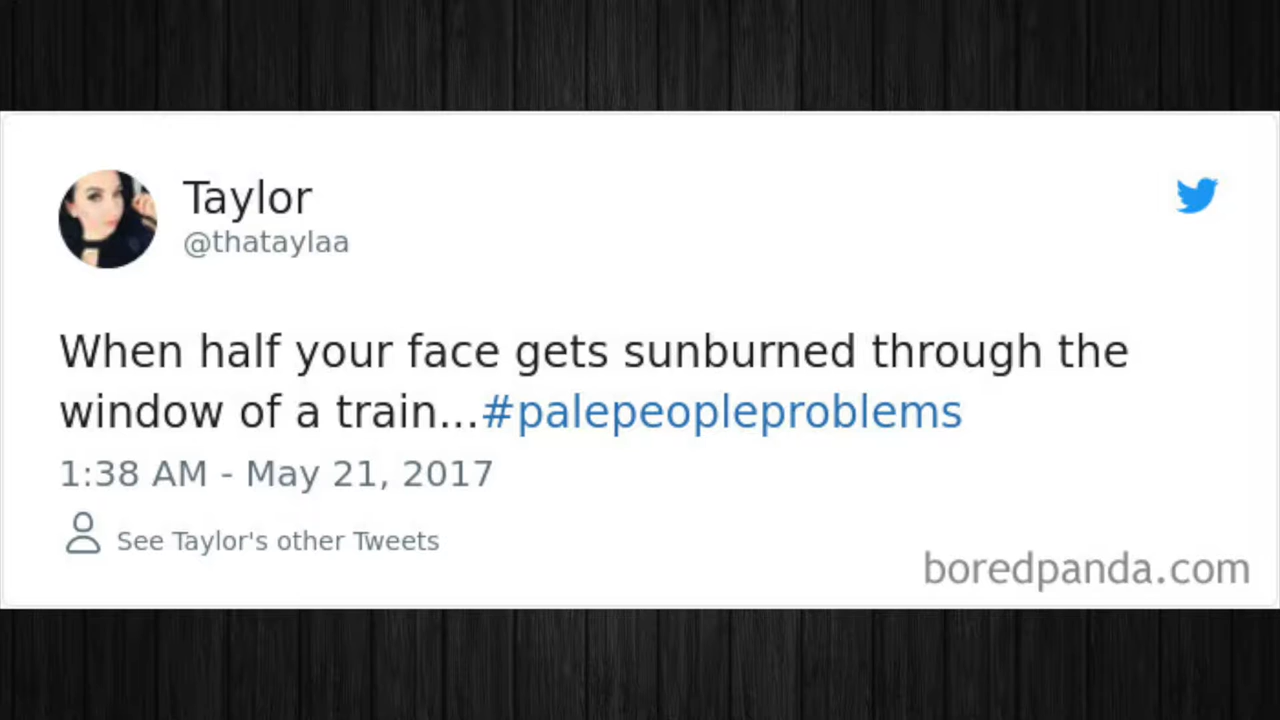 Taylor
@thataylaa
When half your face gets sunburned through the
window of a train...#palepeopleproblems
1:38 AM - May 21, 2017
See Taylor's other Tweets
boredpanda.com